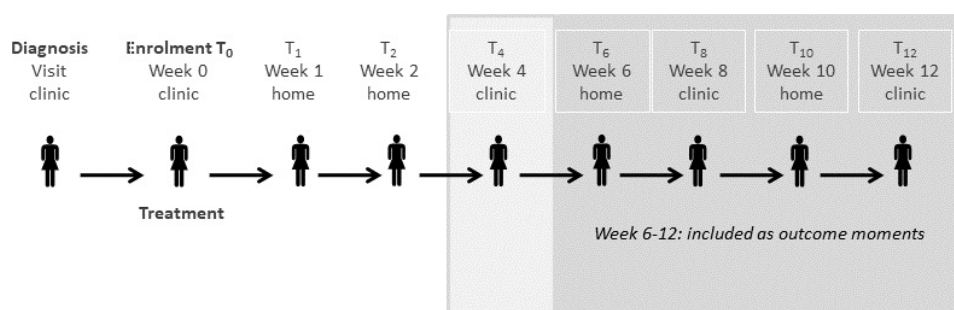 Diagnosis
Visit
clinic
Enrolment T₀
Week 0
clinic
T₁
Week 1
home
T₂
Week 2
home
T₄
Week 4
clinic
T₆
Week 6
home
T₈
Week 8
clinic
T₁₀
Week 10
home
T₁₂
Week 12
clinic
Treatment
Week 6-12: included as outcome moments